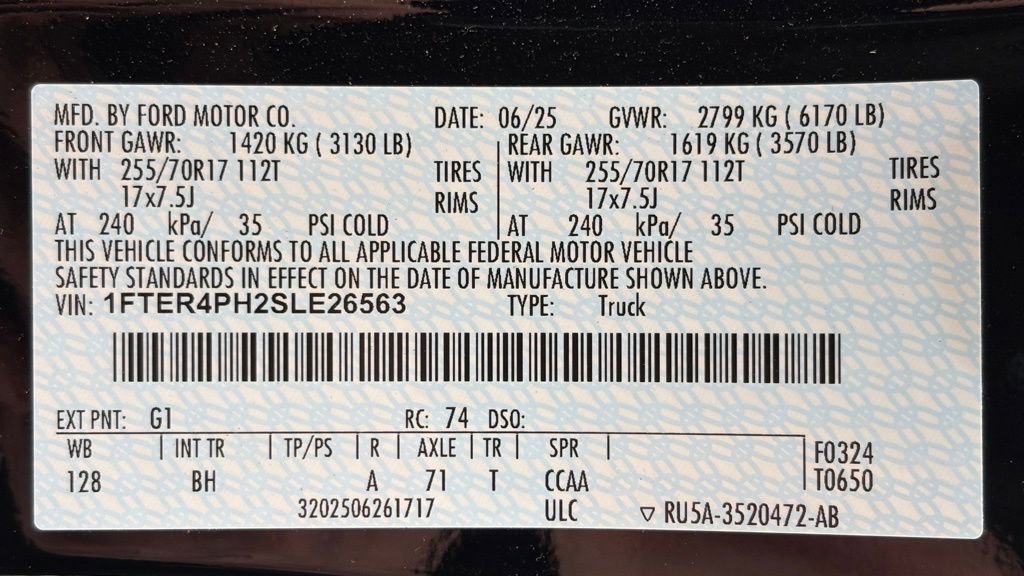 MFD. BY FORD MOTOR CO. DATE: 06/25 GVWR: 2799 KG ( 6170 LB)
FRONT GAWR: 1420 KG ( 3130 LB) REAR GAWR: 1619 KG ( 3570 LB)
WITH 255/70R17 112T TIRES WITH 255/70R17 112T TIRES
17x7.5J RIMS 17x7.5J RIMS
AT 240 kPa/ 35 PSI COLD AT 240 kPa/ 35 PSI COLD
THIS VEHICLE CONFORMS TO ALL APPLICABLE FEDERAL MOTOR VEHICLE
SAFETY STANDARDS IN EFFECT ON THE DATE OF MANUFACTURE SHOWN ABOVE.
VIN: 1FTER4PH2SLE26563 TYPE: Truck
EXT PNT: G1 RC: 74 DSO:
WB INT TR TP/PS R AXLE TR SPR F0324
128 BH A 71 T CCAA T0650
3202506261717 ULC ▽ RU5A-3520472-AB